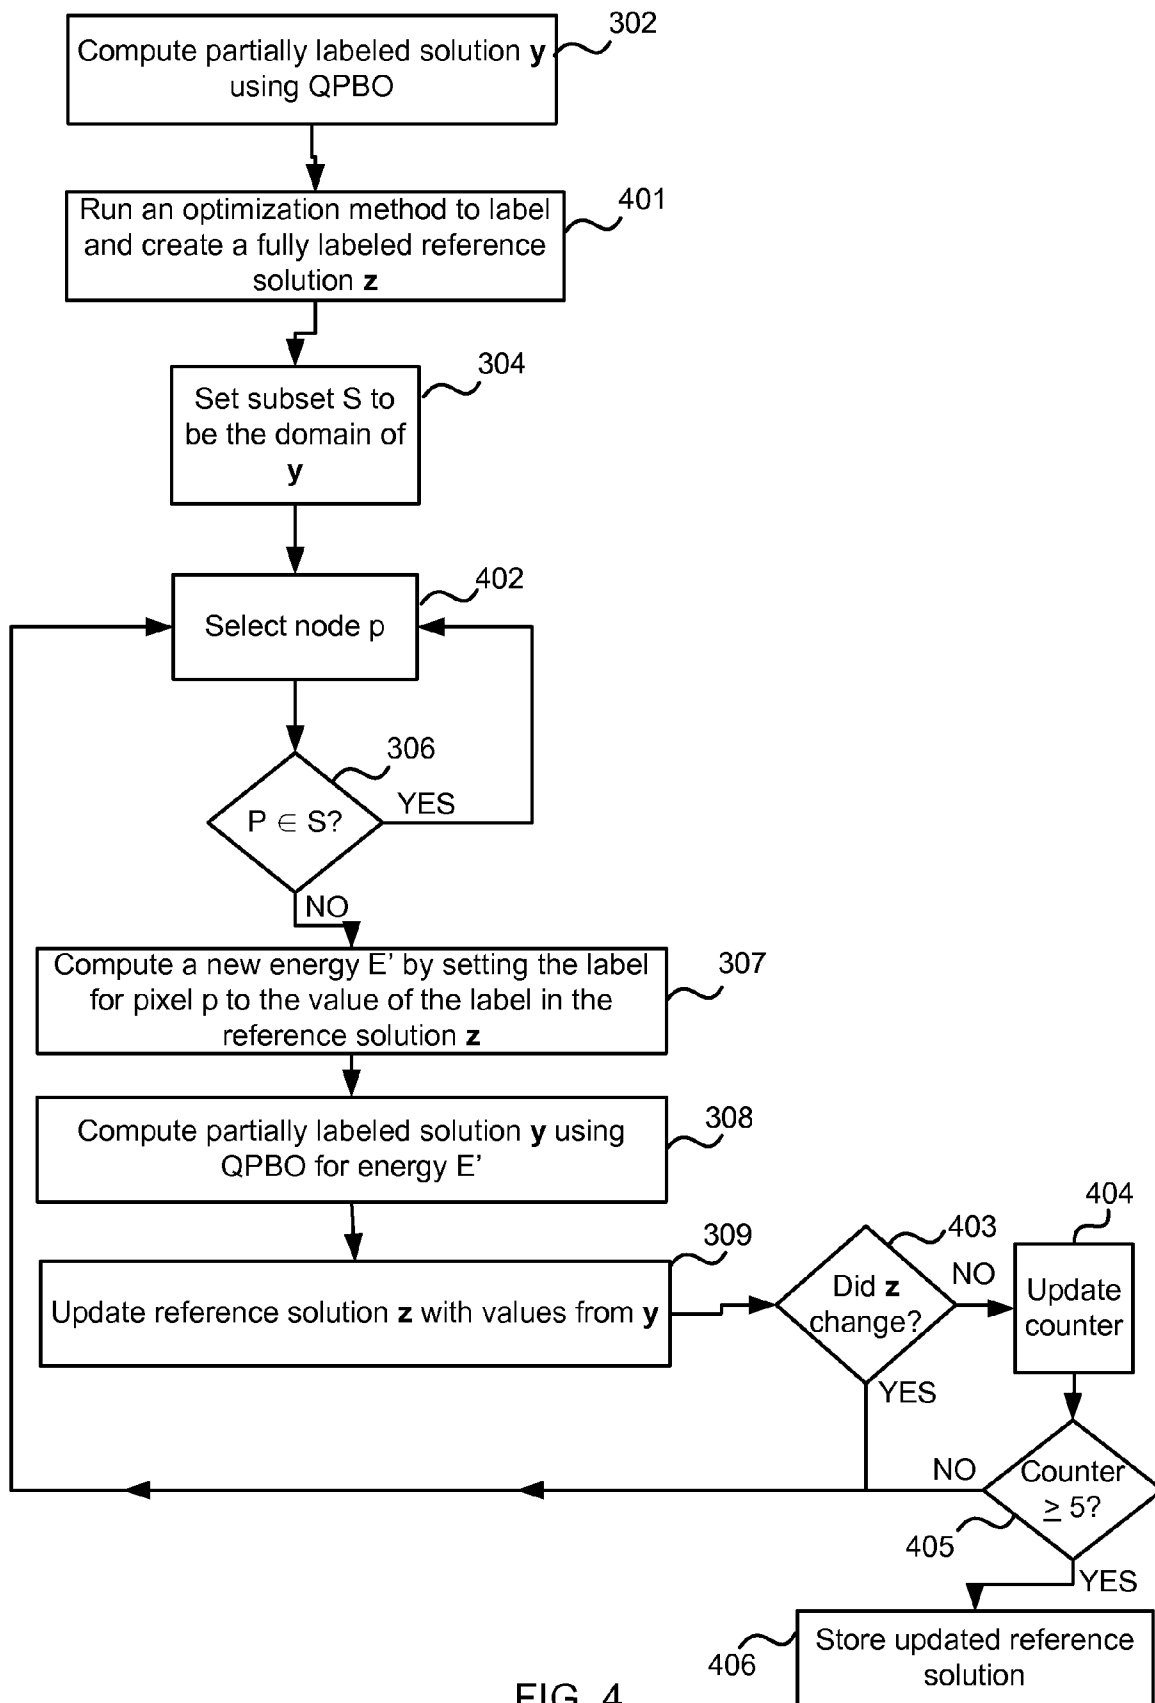 302
Compute partially labeled solution y
using QPBO
401
Run an optimization method to label
and create a fully labeled reference
solution z
304
Set subset S to
be the domain of
y
402
Select node p
306
P ∈ S?
YES
NO
307
Compute a new energy E’ by setting the label
for pixel p to the value of the label in the
reference solution z
308
Compute partially labeled solution y using
QPBO for energy E’
309
Update reference solution z with values from y
403
Did z
change?
NO
YES
404
Update
counter
NO
Counter
≥ 5?
405
YES
406
Store updated reference
solution
FIG. 4